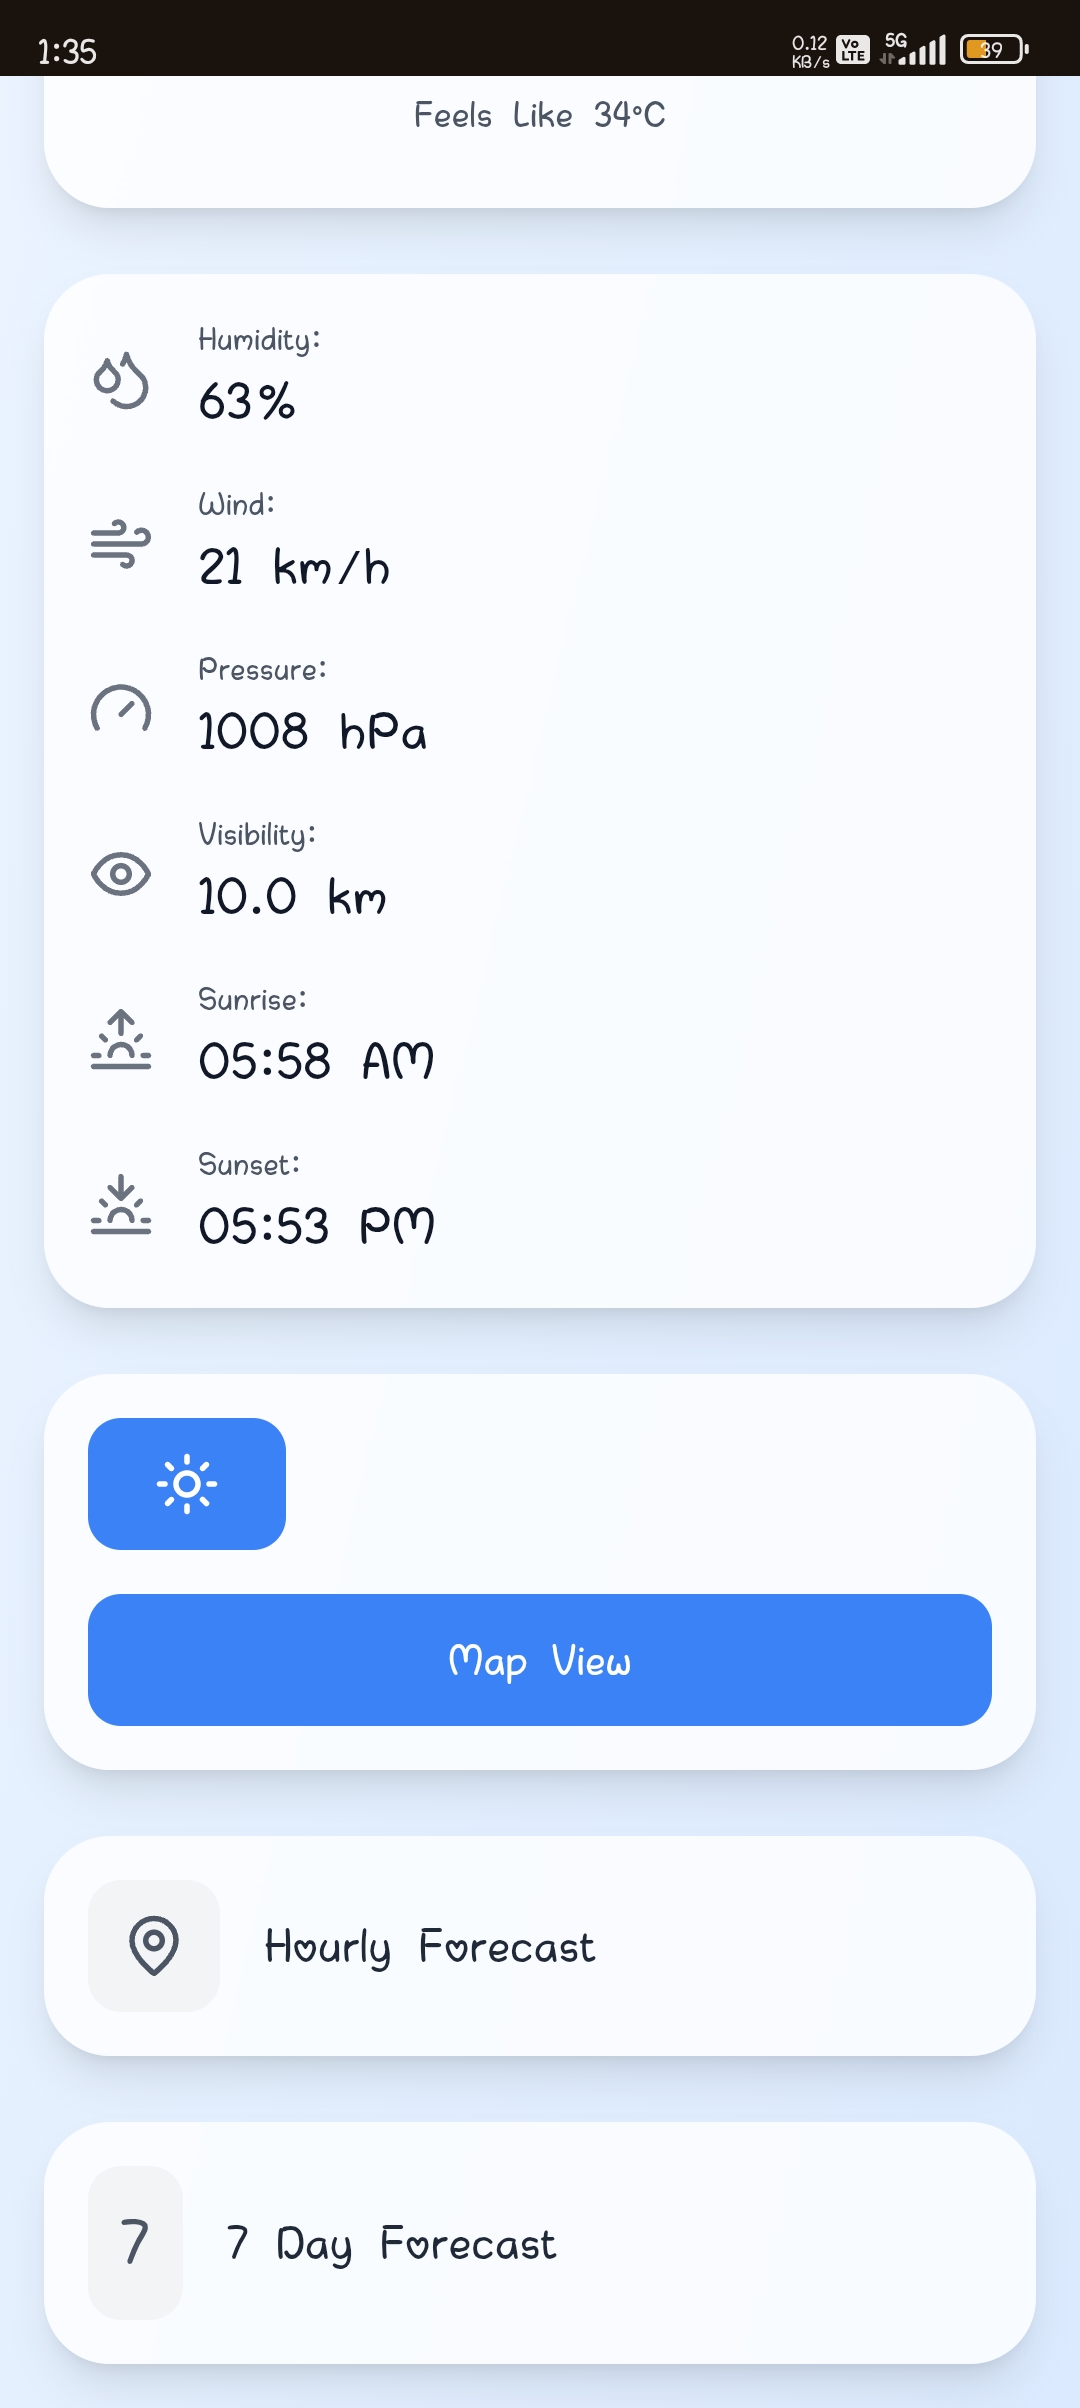 1:35
0.12
KB/s
Vo
LTE
5G
39
Feels Like 34°C
Humidity:
63%
Wind:
21 km/h
Pressure:
1008 hPa
Visibility:
10.0 km
Sunrise:
05:58 AM
Sunset:
05:53 PM
Map View
Hourly Forecast
7
7 Day Forecast